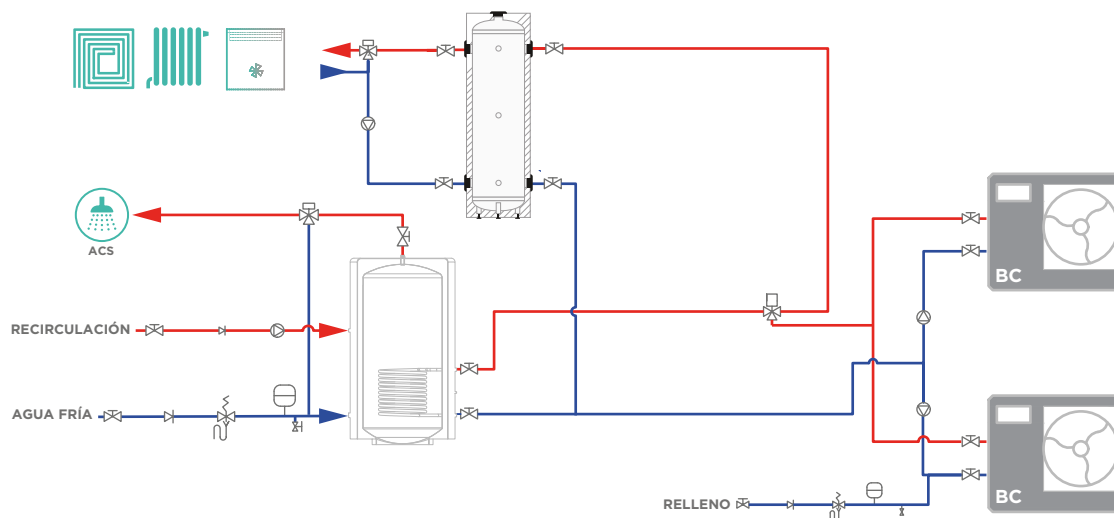 ACS
BC
RECIRCULACIÓN
AGUA FRÍA
BC
RELLENO